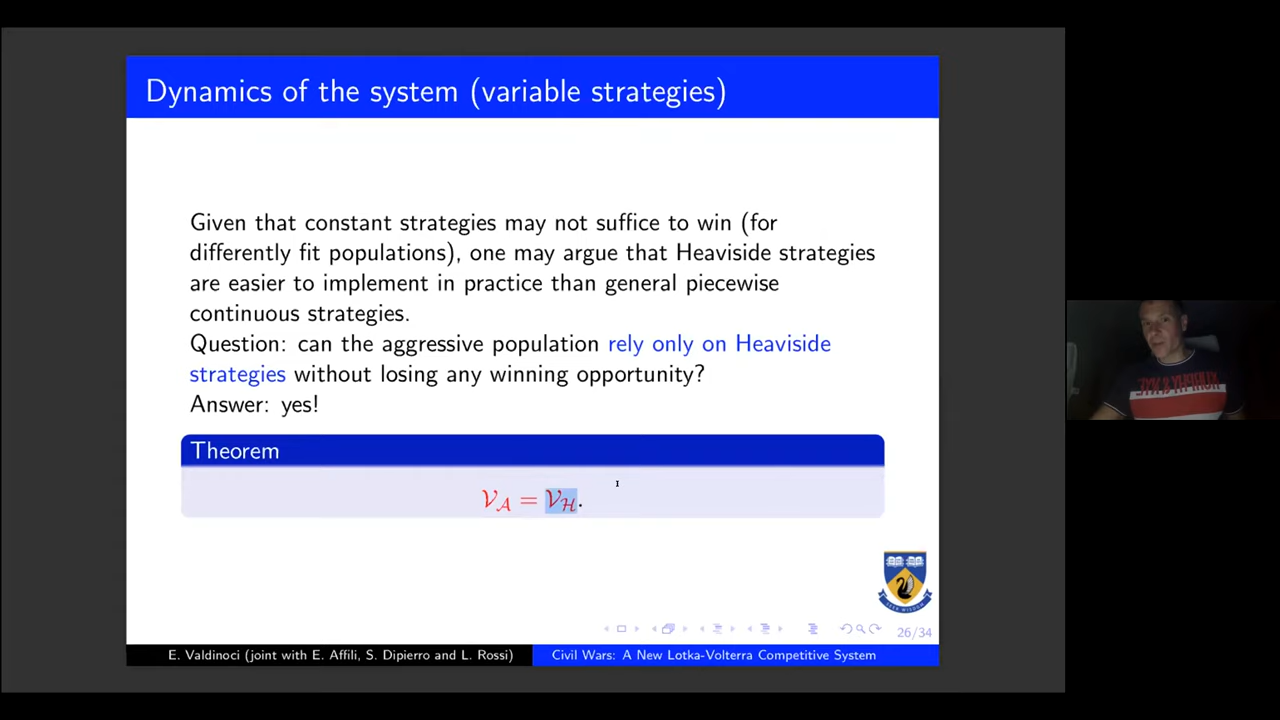 Dynamics of the system (variable strategies)
Given that constant strategies may not suffice to win (for
differently fit populations), one may argue that Heaviside strategies
are easier to implement in practice than general piecewise
continuous strategies.
Question: can the aggressive population rely only on Heaviside
strategies without losing any winning opportunity?
Answer: yes!
Theorem
𝒱_𝒜 = 𝒱_ℋ.
26/34
E. Valdinoci (joint with E. Affili, S. Dipierro and L. Rossi)
Civil Wars: A New Lotka-Volterra Competitive System